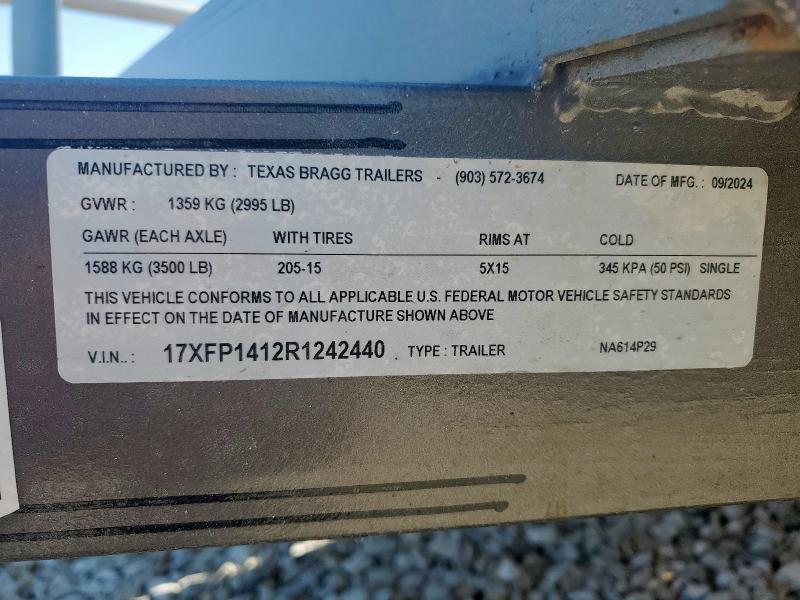 MANUFACTURED BY : TEXAS BRAGG TRAILERS - (903) 572-3674 DATE OF MFG. : 09/2024
GVWR : 1359 KG (2995 LB)
GAWR (EACH AXLE) WITH TIRES RIMS AT COLD
1588 KG (3500 LB) 205-15 5X15 345 KPA (50 PSI) SINGLE
THIS VEHICLE CONFORMS TO ALL APPLICABLE U.S. FEDERAL MOTOR VEHICLE SAFETY STANDARDS
IN EFFECT ON THE DATE OF MANUFACTURE SHOWN ABOVE
V.I.N.. : 17XFP1412R1242440 TYPE : TRAILER NA614P29